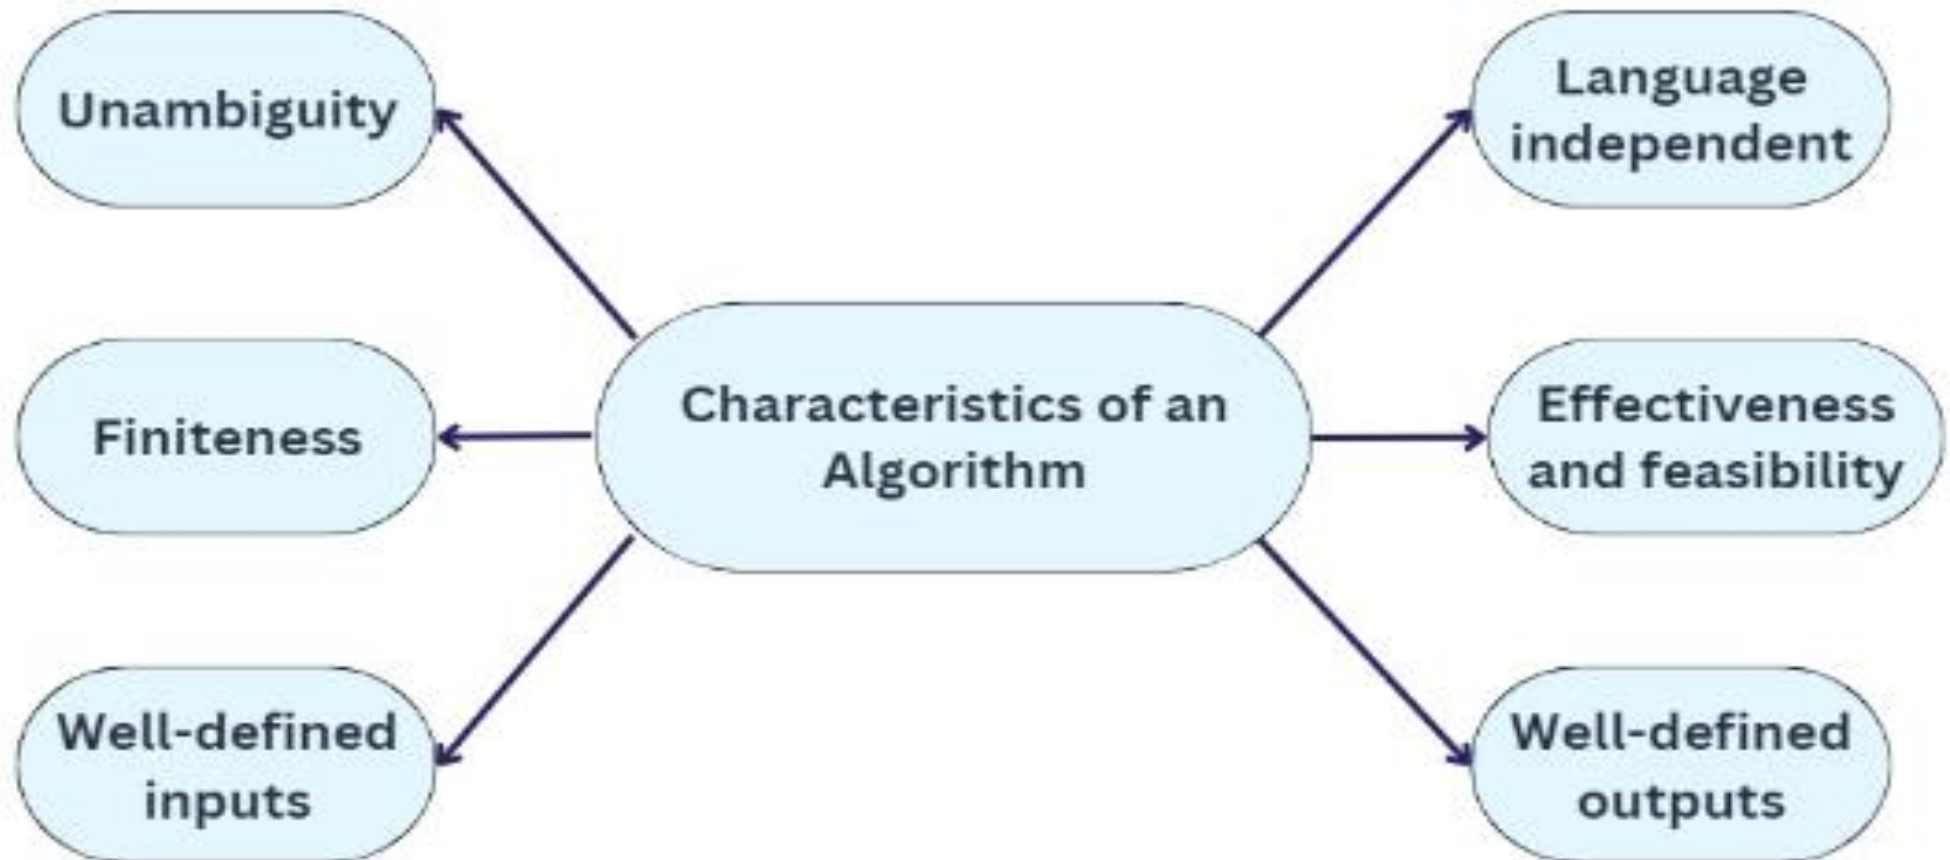 Unambiguity
Language
independent
Characteristics of an
Algorithm
Finiteness
Effectiveness
and feasibility
Well-defined
inputs
Well-defined
outputs